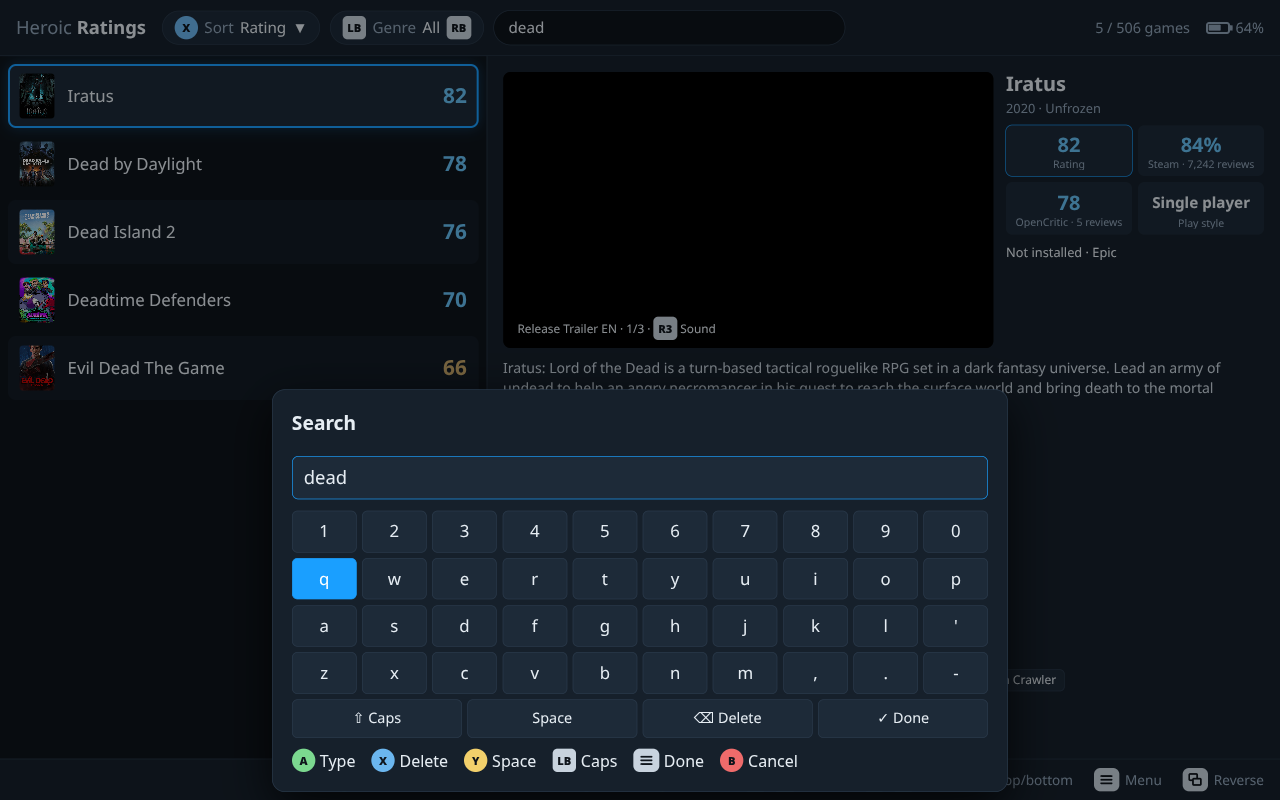 Heroic Ratings
X Sort Rating ▼
LB Genre All RB
dead
5 / 506 games
64%
Iratus 82
Dead by Daylight 78
Dead Island 2 76
Deadtime Defenders 70
Evil Dead The Game 66
Release Trailer EN · 1/3 · R3 Sound
Iratus
2020 · Unfrozen
82
Rating
84%
Steam · 7,242 reviews
78
OpenCritic · 5 reviews
Single player
Play style
Not installed · Epic
Iratus: Lord of the Dead is a turn-based tactical roguelike RPG set in a dark fantasy universe. Lead an army of
undead to help an angry necromancer in his quest to reach the surface world and bring death to the mortal
Search
dead
1 2 3 4 5 6 7 8 9 0
q w e r t y u i o p
a s d f g h j k l '
z x c v b n m , . -
⇧ Caps Space ⌫ Delete ✓ Done
A Type X Delete Y Space LB Caps Done B Cancel
Crawler
op/bottom Menu Reverse